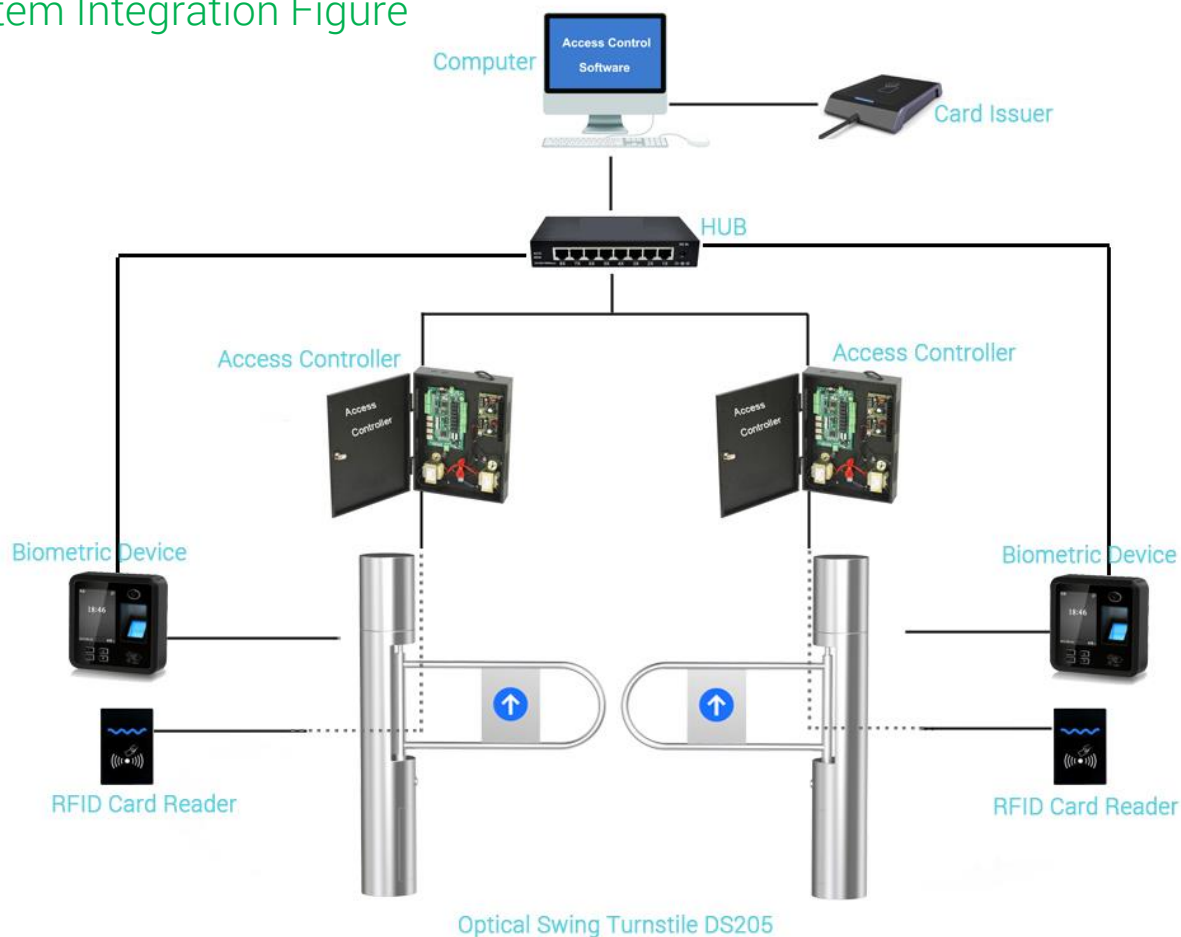 tem Integration Figure
Access Control
Software
Computer
Card Issuer
HUB
Access Controller
Access Controller
Access
Controller
Access
Controller
Biometric Device
Biometric Device
18:46
18:46
RFID Card Reader
RFID Card Reader
Optical Swing Turnstile DS205